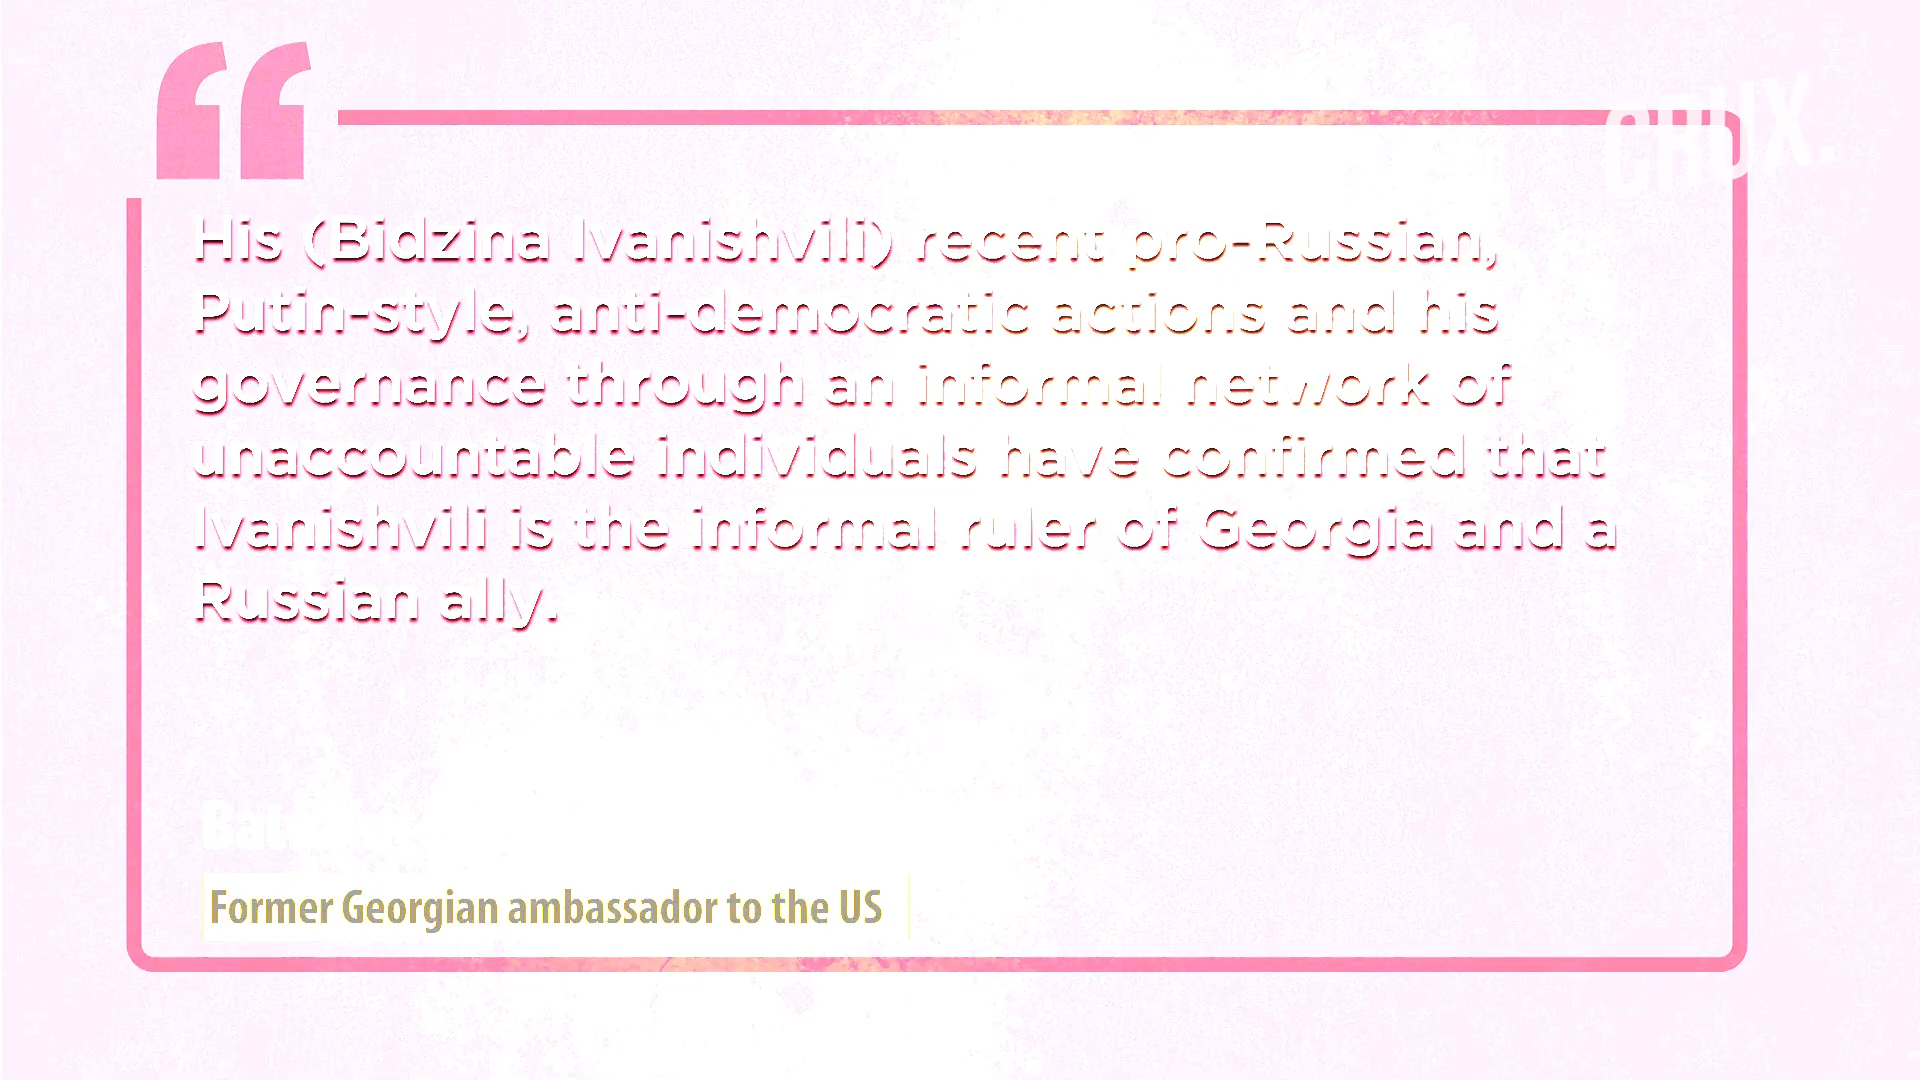 CRUX.
His (Bidzina Ivanishvili) recent pro-Russian,
Putin-style, anti-democratic actions and his
governance through an informal network of
unaccountable individuals have confirmed that
Ivanishvili is the informal ruler of Georgia and a
Russian ally.
Former Georgian ambassador to the US